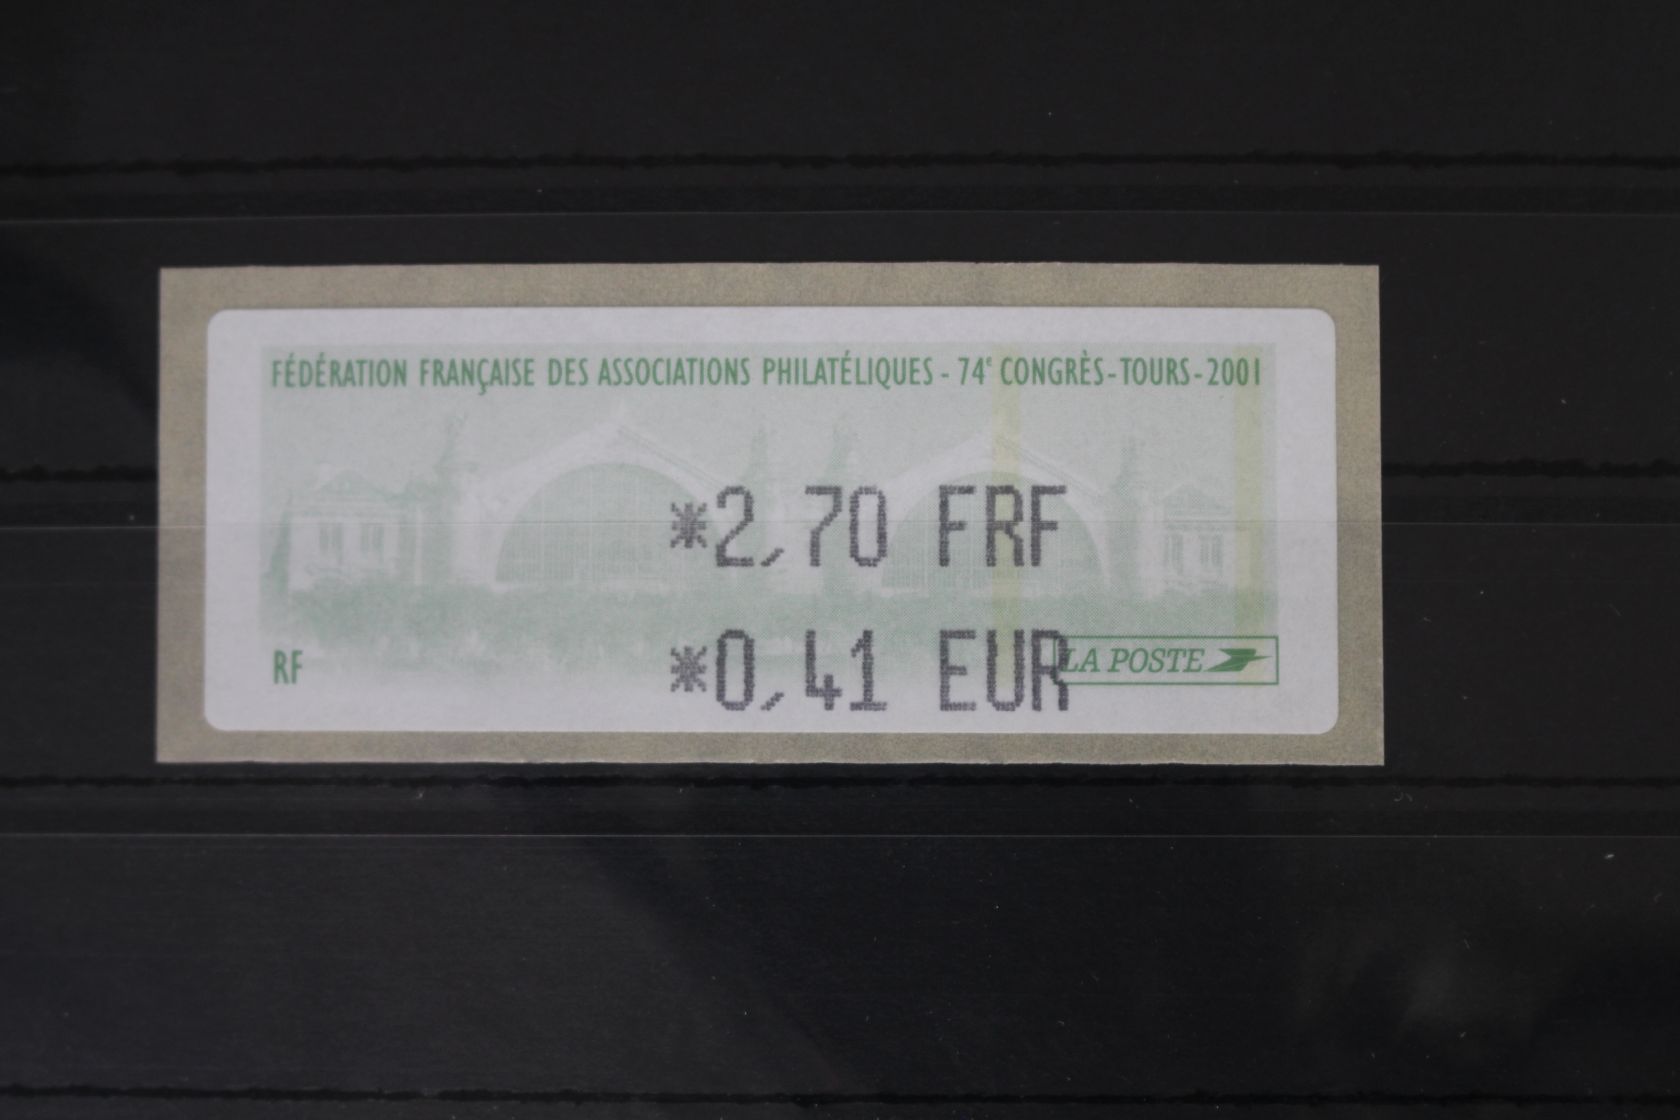 FÉDÉRATION FRANÇAISE DES ASSOCIATIONS PHILATÉLIQUES - 74e CONGRÈS - TOURS - 2001
*2,70 FRF
*0,41 EUR
RF
LA POSTE